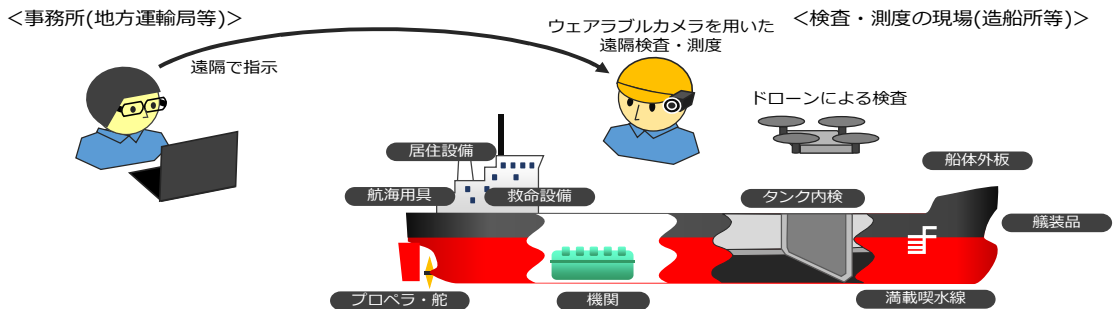 ＜事務所(地方運輸局等)＞
遠隔で指示
ウェアラブルカメラを用いた
遠隔検査・測度
＜検査・測度の現場(造船所等)＞
ドローンによる検査
居住設備
船体外板
航海用具
救命設備
タンク内検
艤装品
プロペラ・舵
機関
満載喫水線